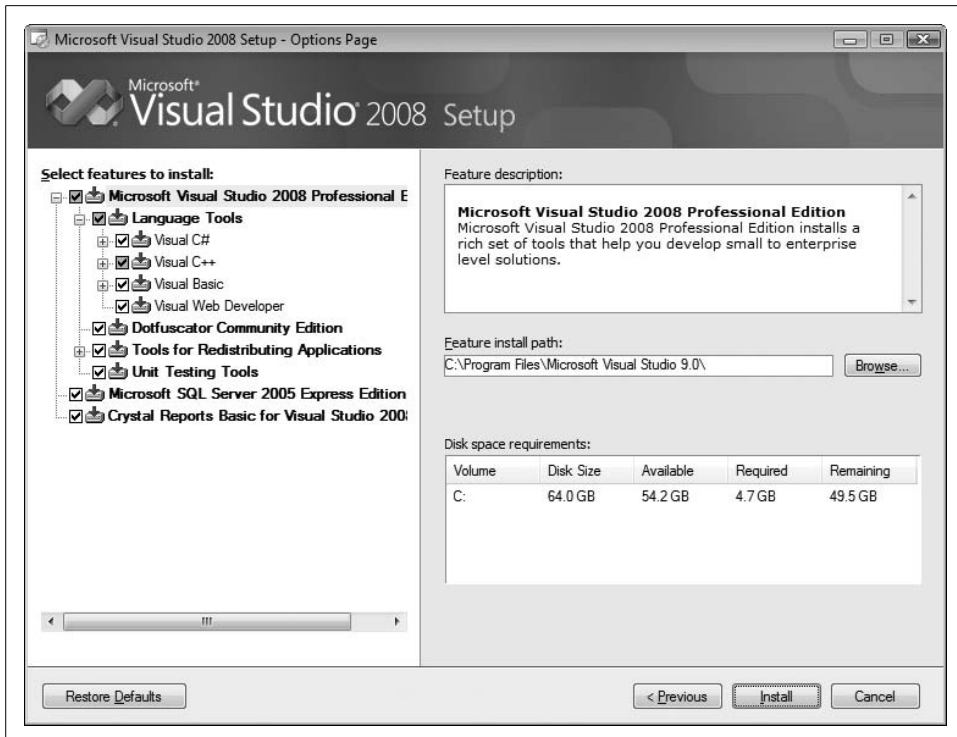 Microsoft Visual Studio 2008 Setup - Options Page
Microsoft®
Visual Studio® 2008 Setup
Select features to install:
Microsoft Visual Studio 2008 Professional E
Language Tools
Visual C#
Visual C++
Visual Basic
Visual Web Developer
Dotfuscator Community Edition
Tools for Redistributing Applications
Unit Testing Tools
Microsoft SQL Server 2005 Express Edition
Crystal Reports Basic for Visual Studio 200
Feature description:
Microsoft Visual Studio 2008 Professional Edition
Microsoft Visual Studio 2008 Professional Edition installs a
rich set of tools that help you develop small to enterprise
level solutions.
Feature install path:
C:\Program Files\Microsoft Visual Studio 9.0\
Browse...
Disk space requirements:
Volume Disk Size Available Required Remaining
C: 64.0 GB 54.2 GB 4.7 GB 49.5 GB
Restore Defaults
< Previous
Install
Cancel